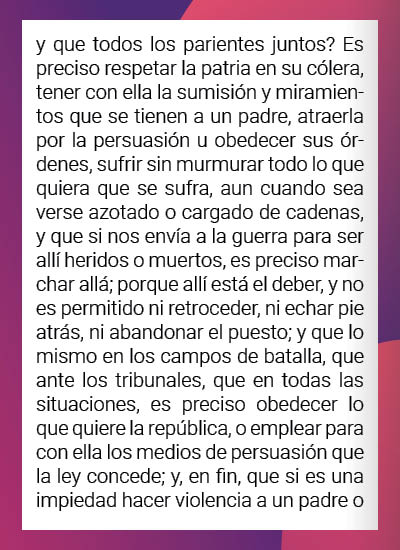 y que todos los parientes juntos? Es
preciso respetar la patria en su cólera,
tener con ella la sumisión y miramien-
tos que se tienen a un padre, atraerla
por la persuasión u obedecer sus ór-
denes, sufrir sin murmurar todo lo que
quiera que se sufra, aun cuando sea
verse azotado o cargado de cadenas,
y que si nos envía a la guerra para ser
allí heridos o muertos, es preciso mar-
char allá; porque allí está el deber, y no
es permitido ni retroceder, ni echar pie
atrás, ni abandonar el puesto; y que lo
mismo en los campos de batalla, que
ante los tribunales, que en todas las
situaciones, es preciso obedecer lo
que quiere la república, o emplear para
con ella los medios de persuasión que
la ley concede; y, en fin, que si es una
impiedad hacer violencia a un padre o